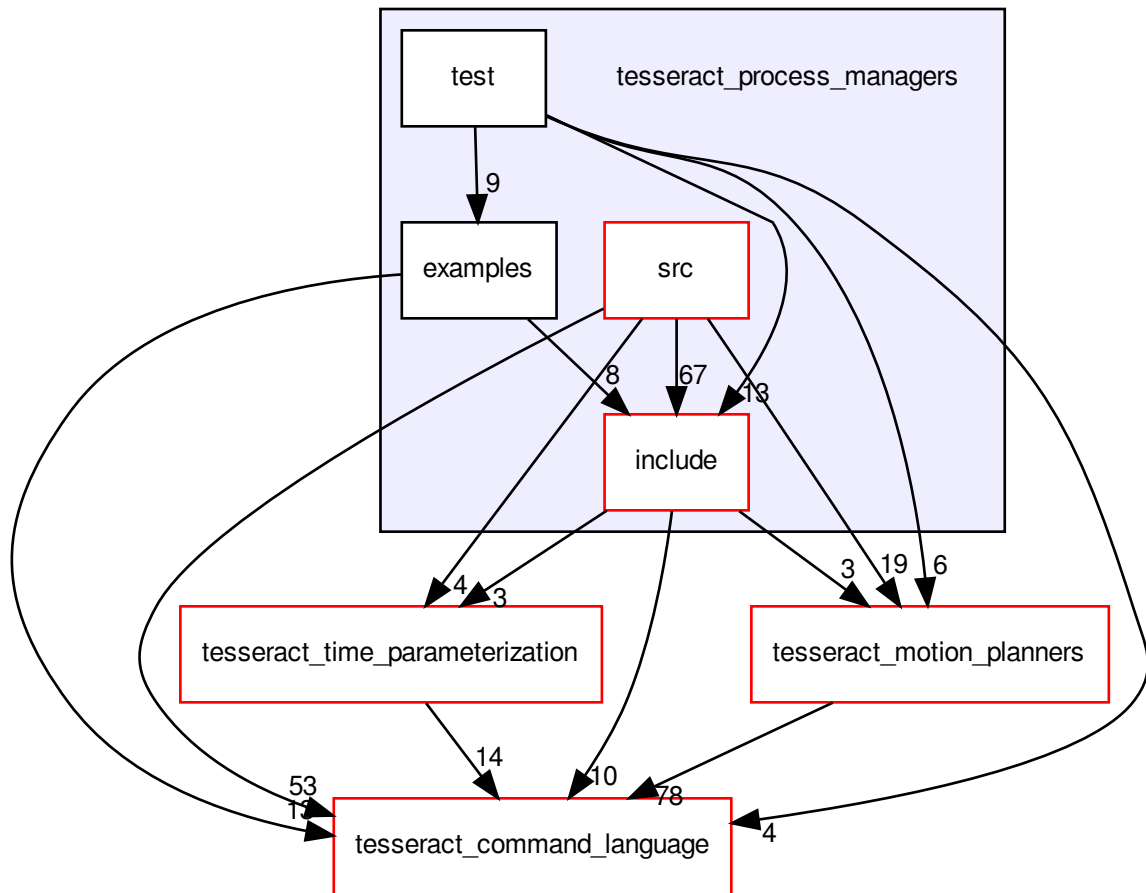 test
tesseract_process_managers
9
examples
src
8
67
13
include
4
3
3
19
6
tesseract_time_parameterization
tesseract_motion_planners
14
10
78
53
4
tesseract_command_language